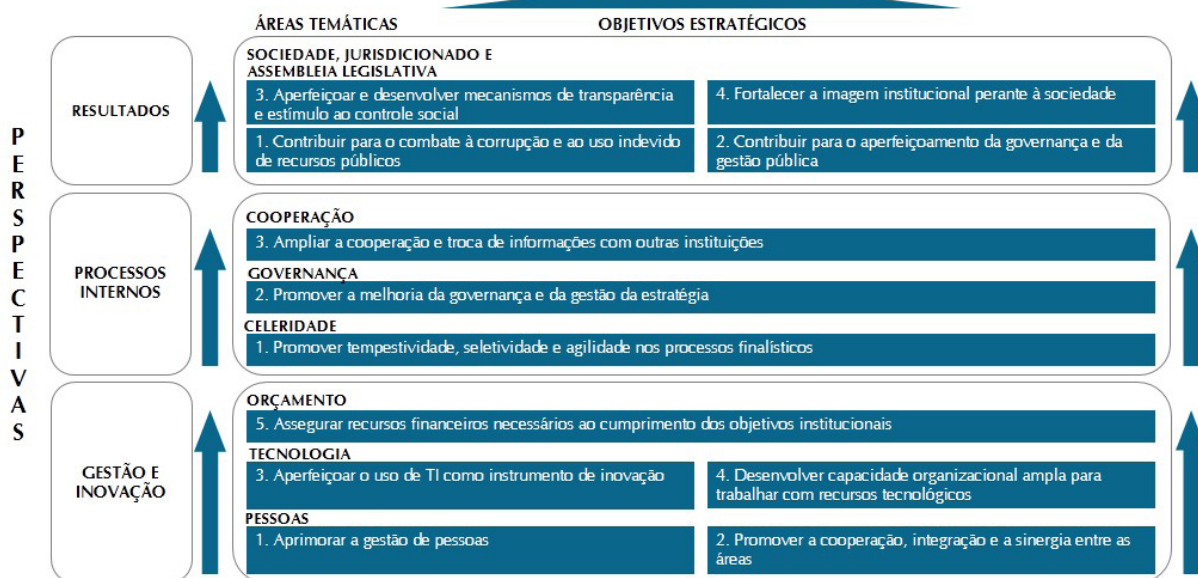 ÁREAS TEMÁTICAS
OBJETIVOS ESTRATÉGICOS
PERSPECTIVAS
RESULTADOS
SOCIEDADE, JURISDICIONADO E
ASSEMBLEIA LEGISLATIVA
3. Aperfeiçoar e desenvolver mecanismos de transparência
e estímulo ao controle social
4. Fortalecer a imagem institucional perante à sociedade
1. Contribuir para o combate à corrupção e ao uso indevido
de recursos públicos
2. Contribuir para o aperfeiçoamento da governança e da
gestão pública
PROCESSOS
INTERNOS
COOPERAÇÃO
3. Ampliar a cooperação e troca de informações com outras instituições
GOVERNANÇA
2. Promover a melhoria da governança e da gestão da estratégia
CELERIDADE
1. Promover tempestividade, seletividade e agilidade nos processos finalísticos
GESTÃO E
INOVAÇÃO
ORÇAMENTO
5. Assegurar recursos financeiros necessários ao cumprimento dos objetivos institucionais
TECNOLOGIA
3. Aperfeiçoar o uso de TI como instrumento de inovação
4. Desenvolver capacidade organizacional ampla para
trabalhar com recursos tecnológicos
PESSOAS
1. Aprimorar a gestão de pessoas
2. Promover a cooperação, integração e a sinergia entre as
áreas